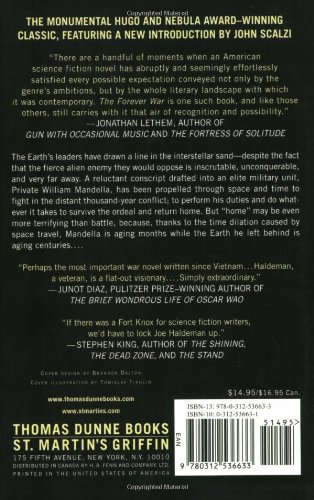 THE MONUMENTAL HUGO AND NEBULA AWARD–WINNING
CLASSIC, FEATURING A NEW INTRODUCTION BY JOHN SCALZI
"There are a handful of moments when an American
science fiction novel has abruptly and seemingly effortlessly
satisfied every possible expectation conveyed not only by the
genre's ambitions, but by the whole literary landscape with which
it was contemporary. The Forever War is one such book, and like those
others, still carries with it that air of recognition and possibility."
—JONATHAN LETHEM, AUTHOR OF
GUN WITH OCCASIONAL MUSIC AND THE FORTRESS OF SOLITUDE
The Earth's leaders have drawn a line in the interstellar sand—despite the fact
that the fierce alien enemy they would oppose is inscrutable, unconquerable,
and very far away. A reluctant conscript drafted into an elite military unit,
Private William Mandella, has been propelled through space and time to
fight in the distant thousand-year conflict; to perform his duties and do what-
ever it takes to survive the ordeal and return home. But "home" may be even
more terrifying than battle, because, thanks to the time dilation caused by
space travel, Mandella is aging months while the Earth he left behind is
aging centuries....
"Perhaps the most important war novel written since Vietnam... Haldeman,
a veteran, is a flat-out visionary.... Simply extraordinary."
—JUNOT DIAZ, PULITZER PRIZE–WINNING AUTHOR OF
THE BRIEF WONDROUS LIFE OF OSCAR WAO
"If there was a Fort Knox for science fiction writers,
we'd have to lock Joe Haldeman up."
—STEPHEN KING, AUTHOR OF THE SHINING,
THE DEAD ZONE, AND THE STAND
Cover design by Brendon Dalton
Cover illustration by Tomislav Tikulin
www.thomasdunnebooks.com
www.stmartins.com
THOMAS DUNNE BOOKS
ST. MARTIN'S GRIFFIN
175 FIFTH AVENUE, NEW YORK, N.Y. 10010
DISTRIBUTED IN CANADA BY H. B. FENN AND COMPANY, LTD.
PRINTED IN THE UNITED STATES OF AMERICA
$14.95/$16.95 Can.
ISBN-13: 978-0-312-53663-3
ISBN-10: 0-312-53663-1
51495
EAN
9 780312 536633